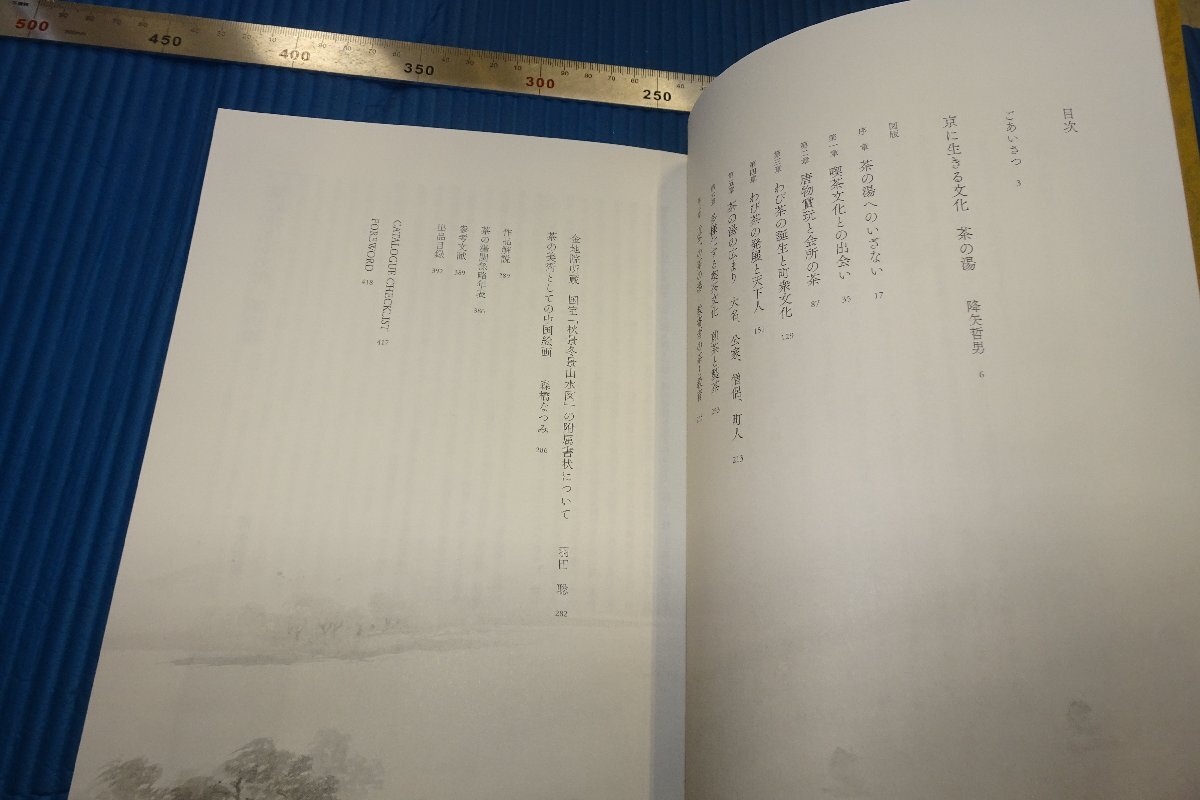 目次
ごあいさつ 3
京に生きる文化 茶の湯 降矢哲男 6
図版
序 章 茶の湯へのいざない 17
第一章 喫茶文化との出会い 35
第二章 唐物賞玩と会所の茶 87
第三章 わび茶の誕生と町衆文化 129
第四章 わび茶の発展と天下人 151
第五章 茶の湯の広まり 大名、公家、僧侶、町人 213
金地院所蔵 国宝「秋景冬景山水図」の附属書状について 羽田 聡 282
茶の美術としての中国絵画 森橋なつみ 286
作品解説
茶の湯関係略年表
参考文献 389
出品目録 392
CATALOGUE CHECKLIST 417
FOREWORD 418
500
450
400
350
300
250